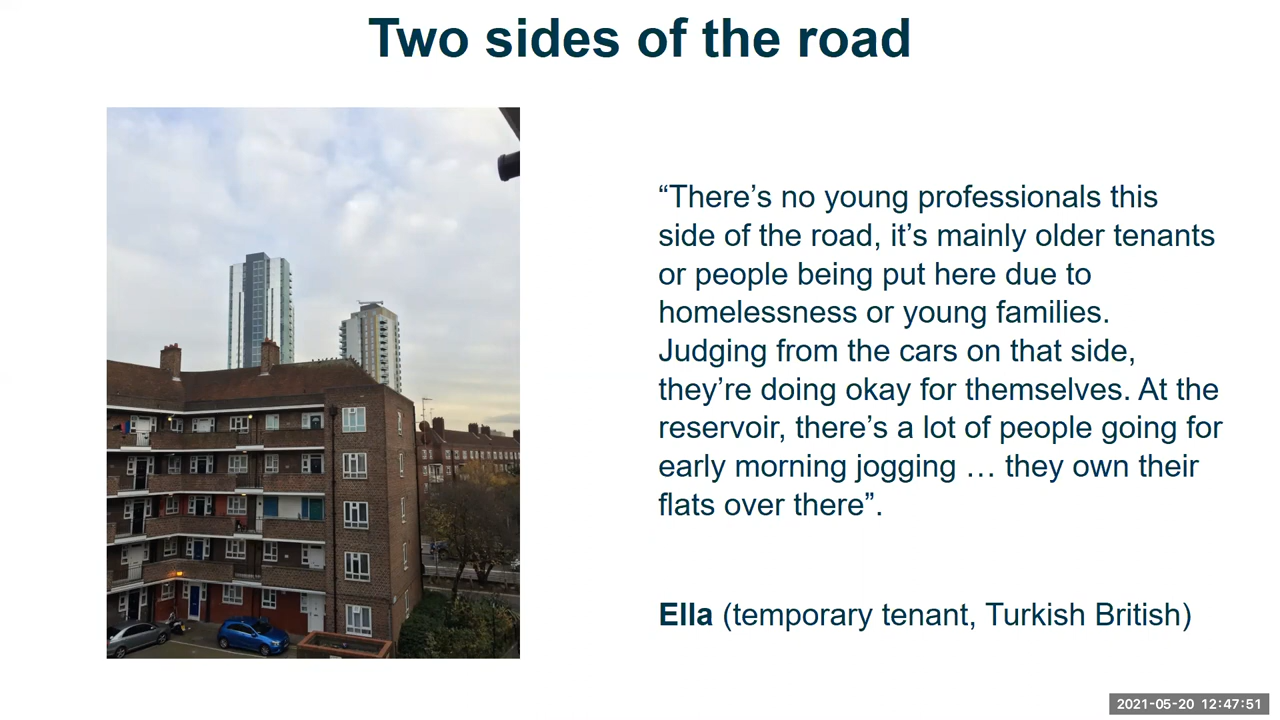 Two sides of the road
“There’s no young professionals this
side of the road, it’s mainly older tenants
or people being put here due to
homelessness or young families.
Judging from the cars on that side,
they’re doing okay for themselves. At the
reservoir, there’s a lot of people going for
early morning jogging … they own their
flats over there”.
Ella (temporary tenant, Turkish British)
2021-05-20 12:47:51